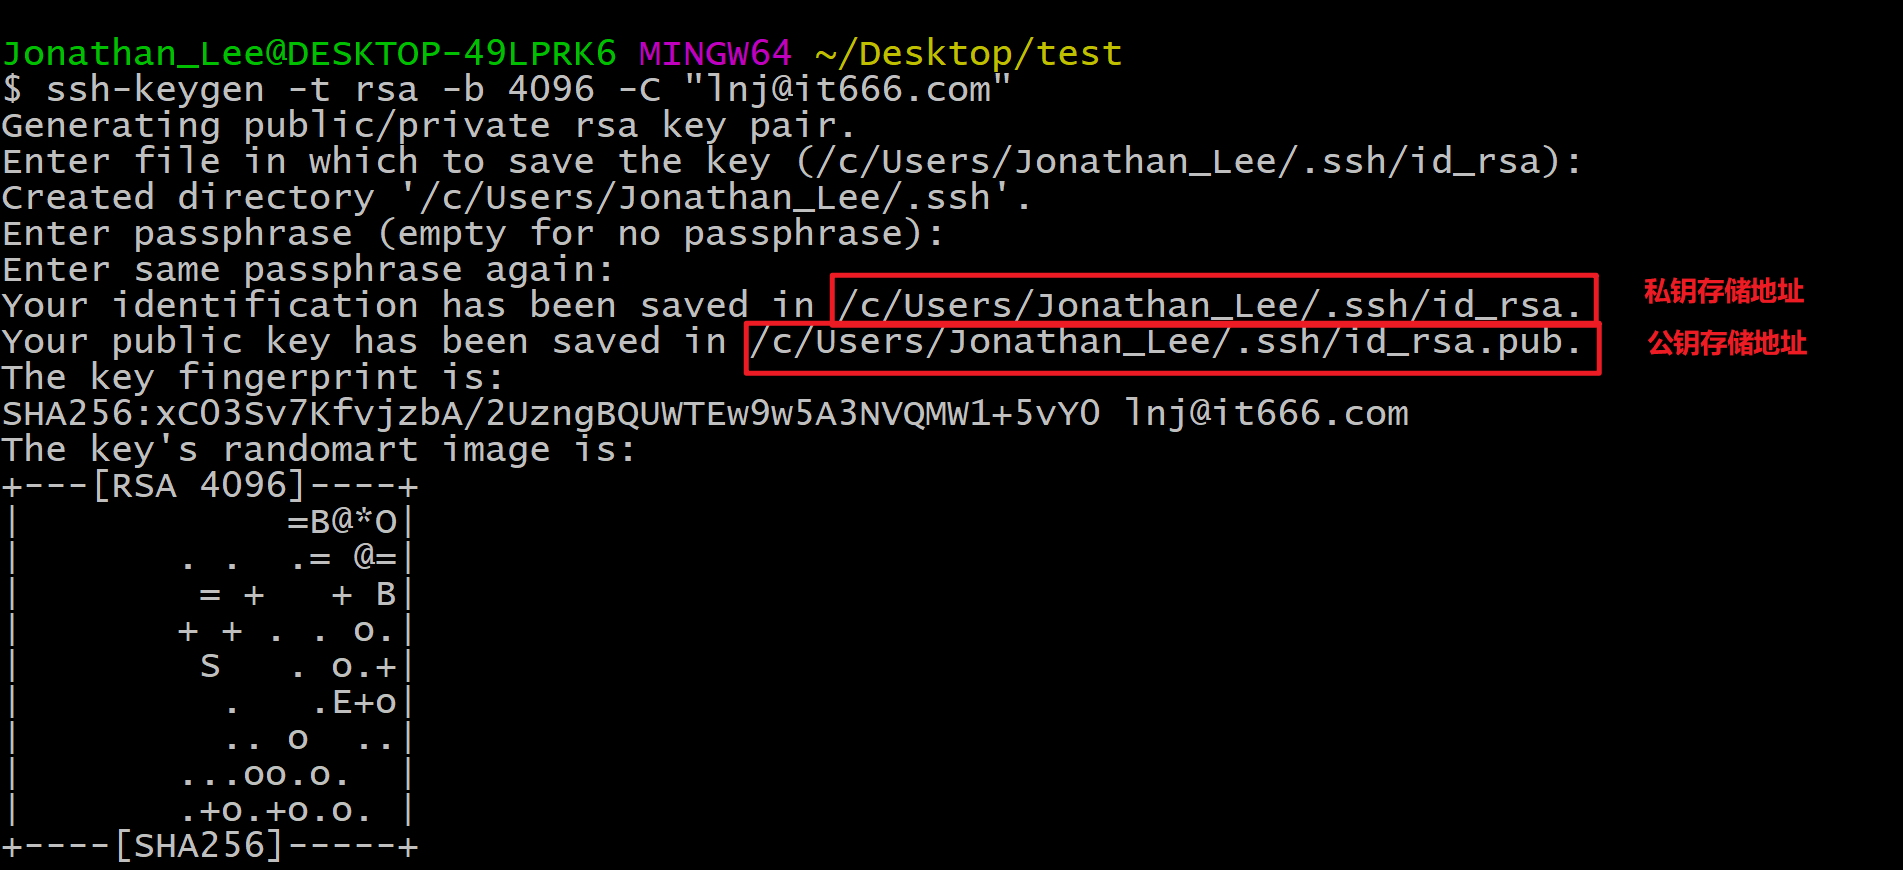 Jonathan_Lee@DESKTOP-49LPRK6 MINGW64 ~/Desktop/test
$ ssh-keygen -t rsa -b 4096 -C "lnj@it666.com"
Generating public/private rsa key pair.
Enter file in which to save the key (/c/Users/Jonathan_Lee/.ssh/id_rsa):
Created directory '/c/Users/Jonathan_Lee/.ssh'.
Enter passphrase (empty for no passphrase):
Enter same passphrase again:
Your identification has been saved in /c/Users/Jonathan_Lee/.ssh/id_rsa. 私钥存储地址
Your public key has been saved in /c/Users/Jonathan_Lee/.ssh/id_rsa.pub. 公钥存储地址
The key fingerprint is:
SHA256:xCO3Sv7KfvjzbA/2UzngBQUWTEw9w5A3NVQMW1+5vY0 lnj@it666.com
The key's randomart image is:
+---[RSA 4096]----+
|            =B@*O|
|       . .  .= @=|
|        = +   + B|
|       + + . . o.|
|        S   . o.+|
|         .   .E+o|
|         .. o  ..|
|       ...oo.o.  |
|       .+o.+o.o. |
+----[SHA256]-----+